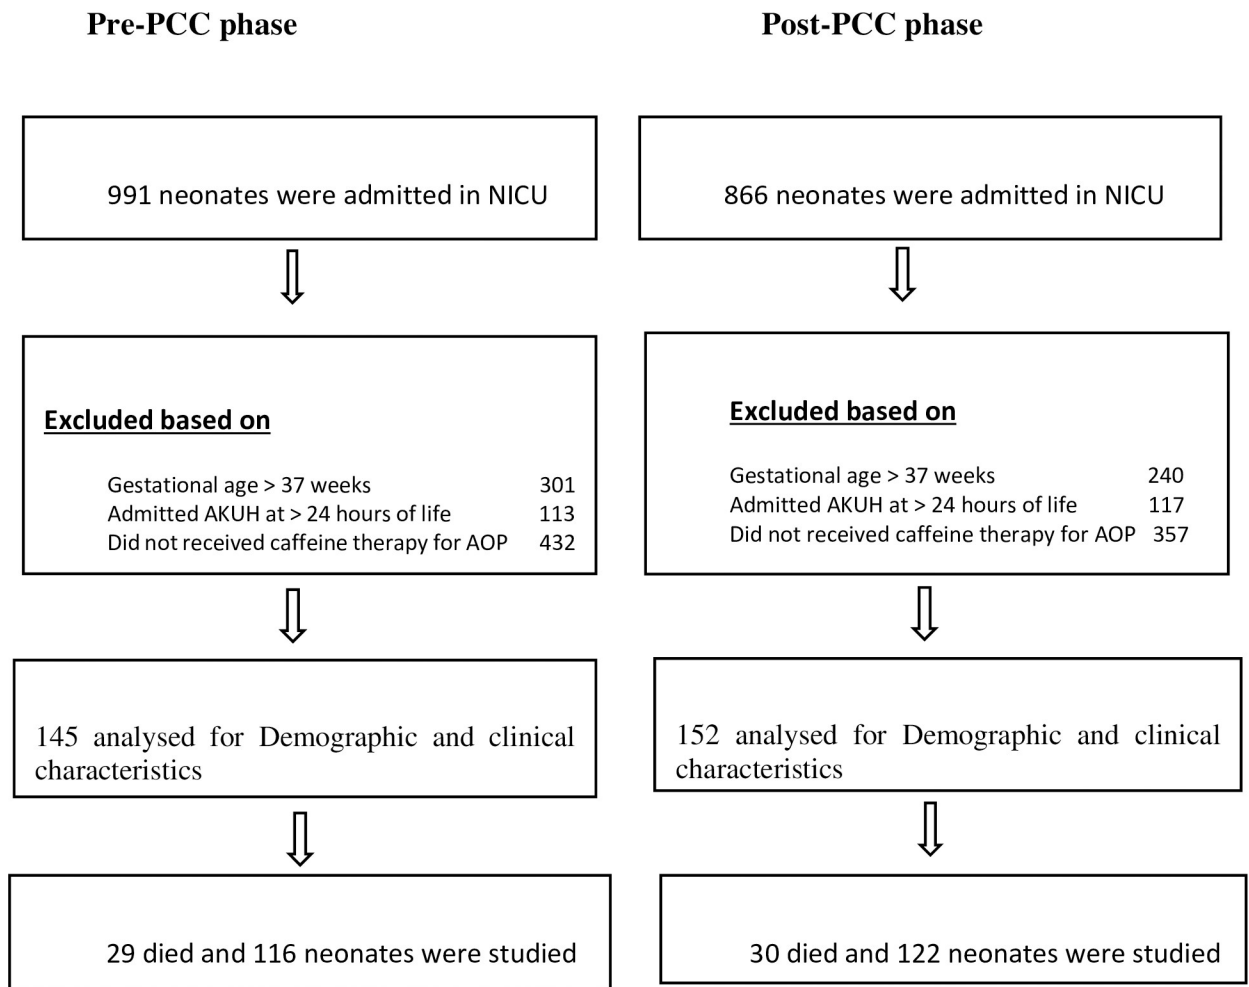 Pre-PCC phase
991 neonates were admitted in NICU
Excluded based on
Gestational age > 37 weeks 301
Admitted AKUH at > 24 hours of life 113
Did not received caffeine therapy for AOP 432
145 analysed for Demographic and clinical
characteristics
29 died and 116 neonates were studied
Post-PCC phase
866 neonates were admitted in NICU
Excluded based on
Gestational age > 37 weeks 240
Admitted AKUH at > 24 hours of life 117
Did not received caffeine therapy for AOP 357
152 analysed for Demographic and clinical
characteristics
30 died and 122 neonates were studied